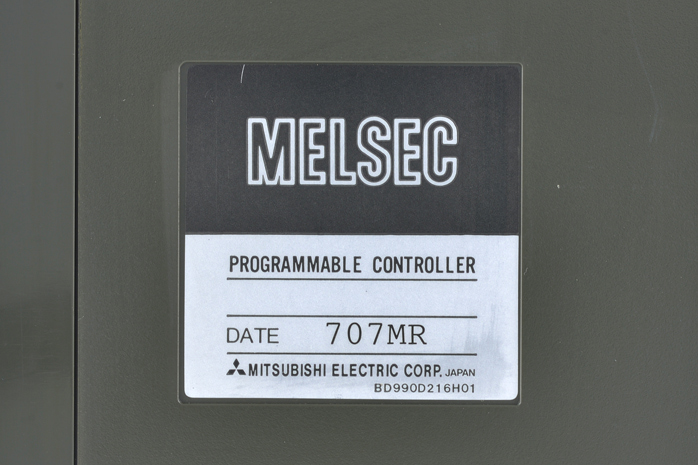 MELSEC
PROGRAMMABLE CONTROLLER
DATE 707MR
MITSUBISHI ELECTRIC CORP. JAPAN
BD990D216H01